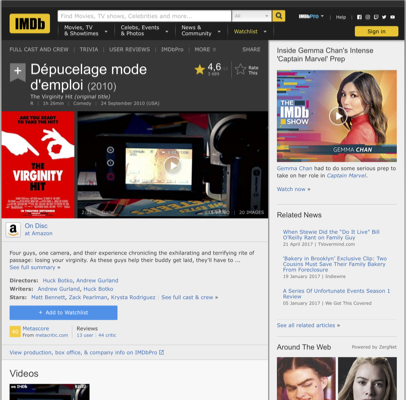 IMDb
Find Movies, TV shows, Celebrities and more...
All
IMDbPro
Help
Movies, TV
& Showtimes
Celebs, Events
& Photos
News &
Community
Watchlist
Sign in
FULL CAST AND CREW | TRIVIA | USER REVIEWS | IMDbPro | MORE
SHARE
Dépucelage mode
d'emploi (2010)
The Virginity Hit (original title)
R | 1h 26min | Comedy | 24 September 2010 (USA)
4,6
Rate
This
ARE YOU READY
TO TAKE THE HIT?
THE
VIRGINITY
HIT
20 IMAGES
On Disc
at Amazon
Four guys, one camera, and their experience chronicling the exhilarating and terrifying rite of
passage: losing your virginity. As these guys help their buddy get laid, they'll have to ...
See full summary »
Directors: Huck Botko, Andrew Gurland
Writers: Andrew Gurland, Huck Botko
Stars: Matt Bennett, Zack Pearlman, Krysta Rodriguez | See full cast & crew »
+ Add to Watchlist
Metascore
From metacritic.com
Reviews
13 user | 44 critic
View production, box office, & company info on IMDbPro
Videos
Inside Gemma Chan's Intense
'Captain Marvel' Prep
THE
IMDb
SHOW
GEMMA CHAN
Gemma Chan had to do some serious prep to
take on her role in Captain Marvel.
Watch now »
Related News
When Stewie Did the "Do It Live" Bill
O'Reilly Rant on Family Guy
21 April 2017 | TVovermind.com
'Bakery in Brooklyn' Exclusive Clip: Two
Cousins Must Save Their Family Bakery
From Foreclosure
19 January 2017 | Indiewire
A Series Of Unfortunate Events Season 1
Review
05 January 2017 | We Got This Covered
See all related articles »
Around The Web
Powered by ZergNet